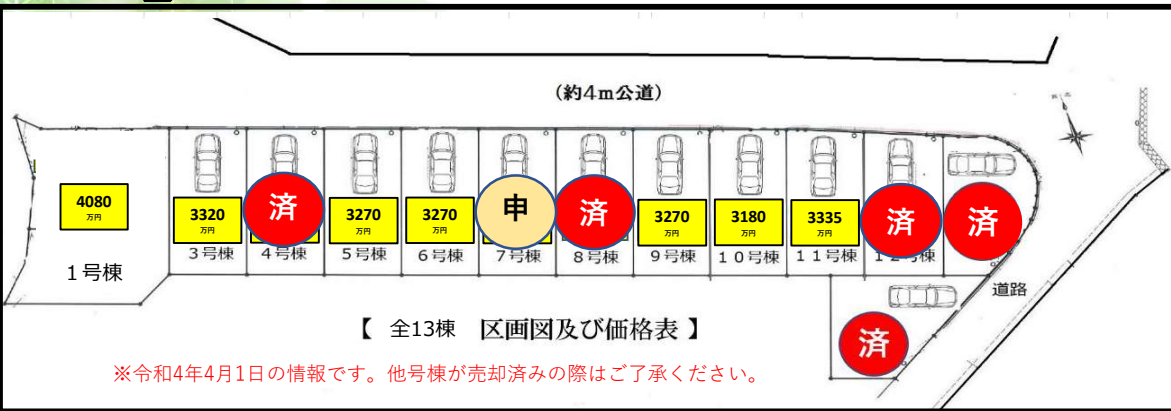 (約4m公道)
4080
万円
1号棟
3320
万円
3号棟
済
4号棟
3270
万円
5号棟
3270
万円
6号棟
申
7号棟
済
8号棟
3270
万円
9号棟
3180
万円
10号棟
3335
万円
11号棟
済
12号棟
済
道路
済
【 全13棟 区画図及び価格表 】
※令和4年4月1日の情報です。他号棟が売却済みの際はご了承ください。